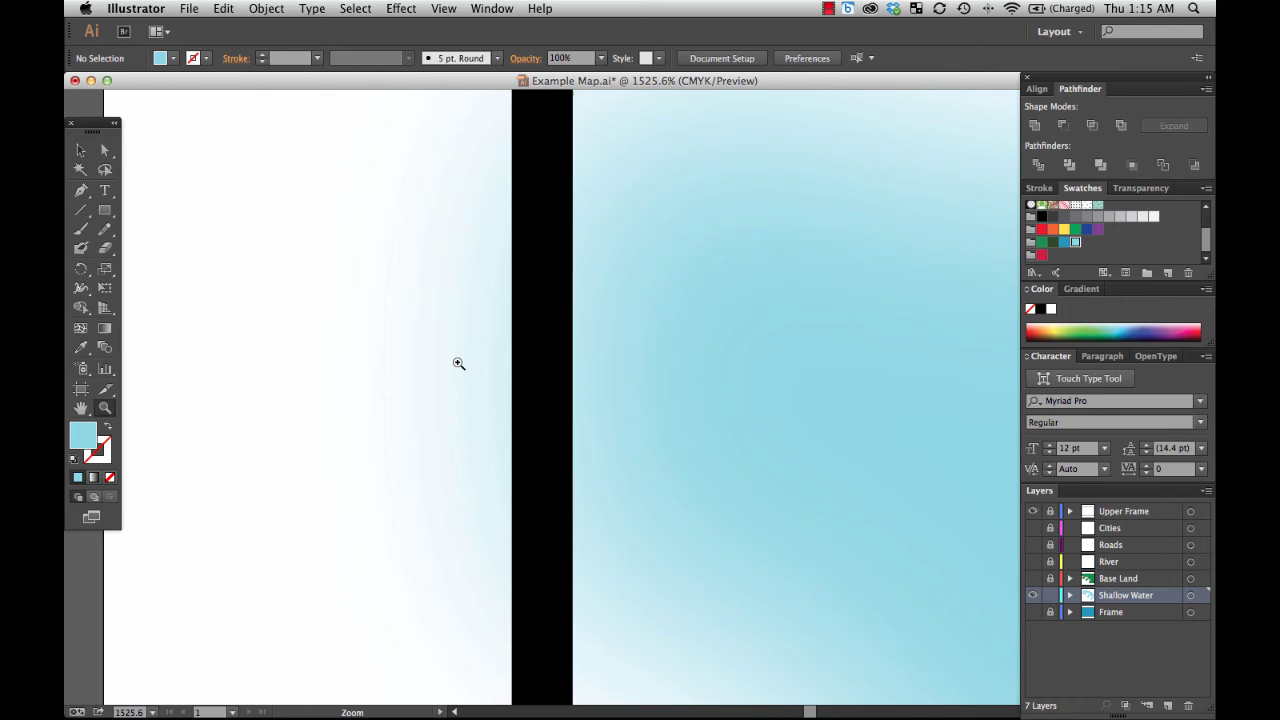 Illustrator File Edit Object Type Select Effect View Window Help (Charged) Thu 1:15 AM
Ai Br Layout
No Selection Stroke: 5 pt. Round Opacity: 100% Style: Document Setup Preferences
Example Map.ai* @ 1525.6% (CMYK/Preview)
Align Pathfinder
Shape Modes:
Expand
Pathfinders:
Stroke Swatches Transparency
Color Gradient
Character Paragraph OpenType
Touch Type Tool
Myriad Pro
Regular
12 pt (14.4 pt)
Auto 0
Layers
Upper Frame
Cities
Roads
River
Base Land
Shallow Water
Frame
1525.6 1 Zoom 7 Layers